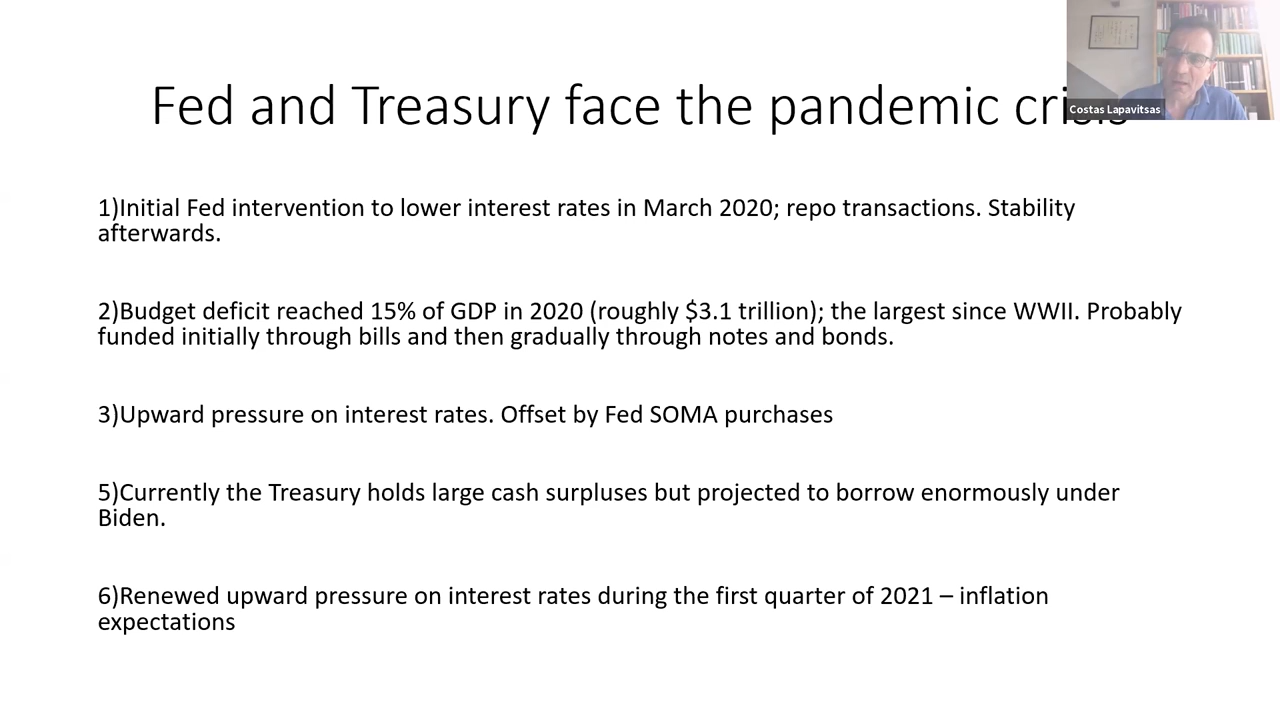 Fed and Treasury face the pandemic crisis
Costas Lapavitsas
1)Initial Fed intervention to lower interest rates in March 2020; repo transactions. Stability
afterwards.
2)Budget deficit reached 15% of GDP in 2020 (roughly $3.1 trillion); the largest since WWII. Probably
funded initially through bills and then gradually through notes and bonds.
3)Upward pressure on interest rates. Offset by Fed SOMA purchases
5)Currently the Treasury holds large cash surpluses but projected to borrow enormously under
Biden.
6)Renewed upward pressure on interest rates during the first quarter of 2021 – inflation
expectations